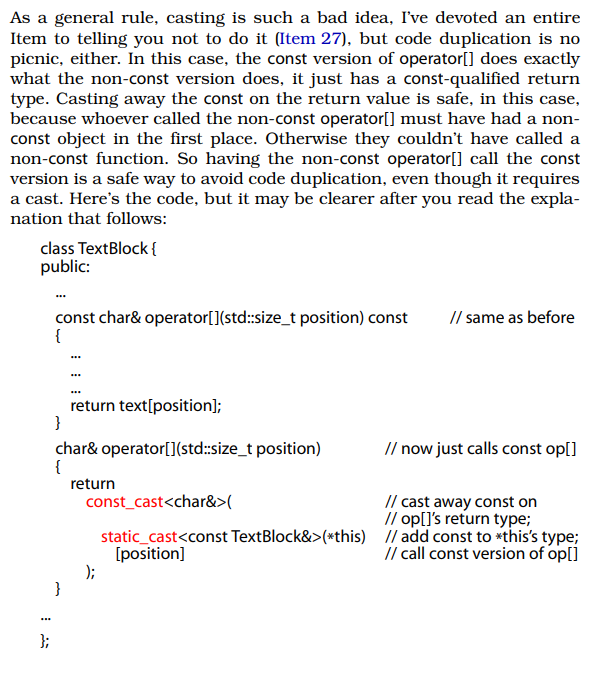 As a general rule, casting is such a bad idea, I've devoted an entire
Item to telling you not to do it (Item 27), but code duplication is no
picnic, either. In this case, the const version of operator[] does exactly
what the non-const version does, it just has a const-qualified return
type. Casting away the const on the return value is safe, in this case,
because whoever called the non-const operator[] must have had a non-
const object in the first place. Otherwise they couldn't have called a
non-const function. So having the non-const operator[] call the const
version is a safe way to avoid code duplication, even though it requires
a cast. Here's the code, but it may be clearer after you read the expla-
nation that follows:
class TextBlock {
public:
...
const char& operator[](std::size_t position) const // same as before
{
...
...
...
return text[position];
}
char& operator[](std::size_t position) // now just calls const op[]
{
return
const_cast<char&>( // cast away const on
// op[]'s return type;
static_cast<const TextBlock&>(*this) // add const to *this's type;
[position] // call const version of op[]
);
}
...
};